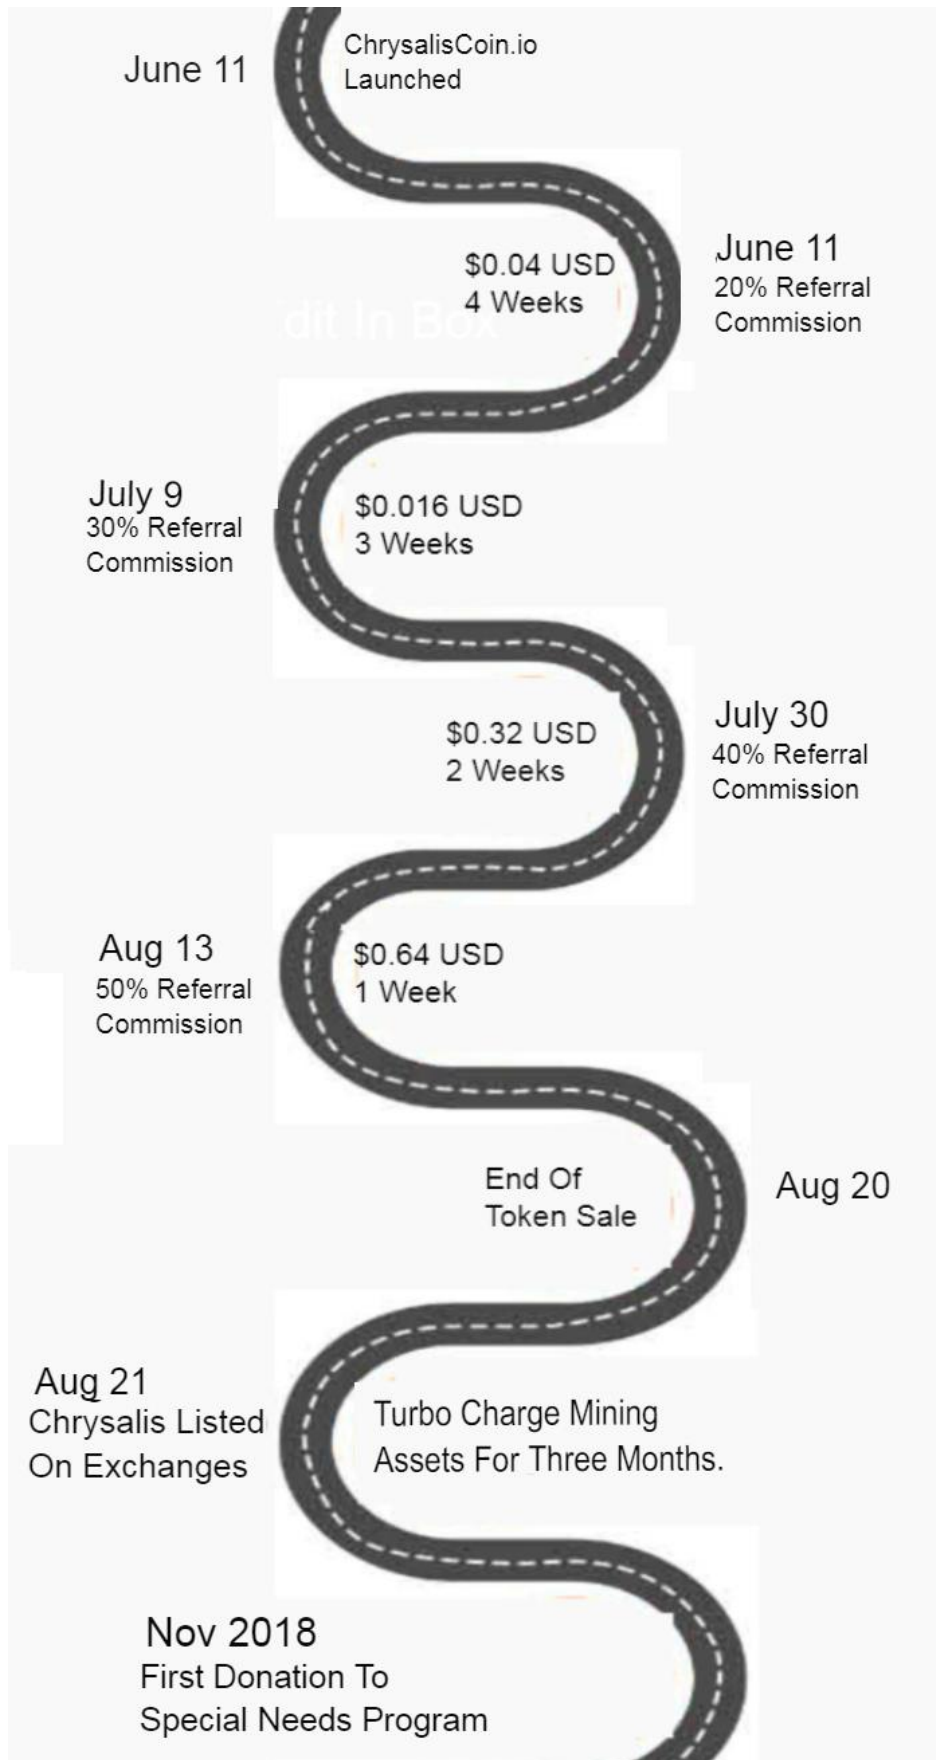 June 11
ChrysalisCoin.io
Launched
$0.04 USD
4 Weeks
June 11
20% Referral
Commission
dit In Box
July 9
30% Referral
Commission
$0.016 USD
3 Weeks
$0.32 USD
2 Weeks
July 30
40% Referral
Commission
Aug 13
50% Referral
Commission
$0.64 USD
1 Week
End Of
Token Sale
Aug 20
Aug 21
Chrysalis Listed
On Exchanges
Turbo Charge Mining
Assets For Three Months.
Nov 2018
First Donation To
Special Needs Program